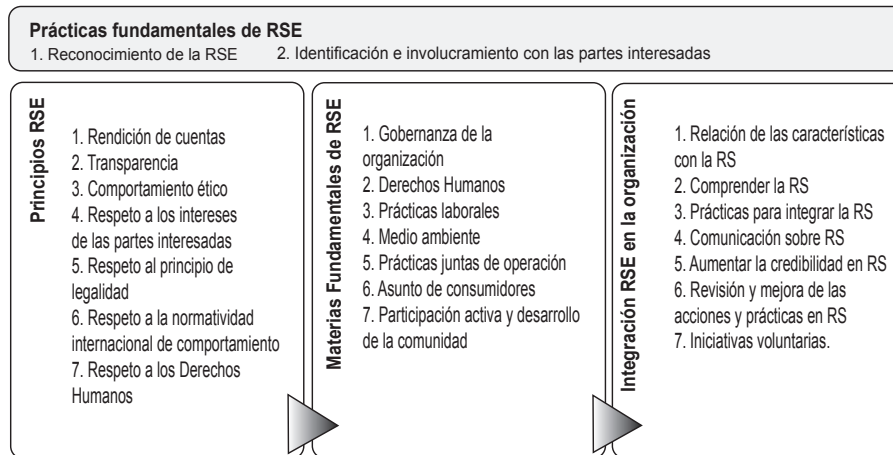 Prácticas fundamentales de RSE
1. Reconocimiento de la RSE 2. Identificación e involucramiento con las partes interesadas
Principios RSE
1. Rendición de cuentas
2. Transparencia
3. Comportamiento ético
4. Respeto a los intereses
de las partes interesadas
5. Respeto al principio de
legalidad
6. Respeto a la normatividad
internacional de comportamiento
7. Respeto a los Derechos
Humanos
Materias Fundamentales de RSE
1. Gobernanza de la
organización
2. Derechos Humanos
3. Prácticas laborales
4. Medio ambiente
5. Prácticas juntas de operación
6. Asunto de consumidores
7. Participación activa y desarrollo
de la comunidad
Integración RSE en la organización
1. Relación de las características
con la RS
2. Comprender la RS
3. Prácticas para integrar la RS
4. Comunicación sobre RS
5. Aumentar la credibilidad en RS
6. Revisión y mejora de las
acciones y prácticas en RS
7. Iniciativas voluntarias.